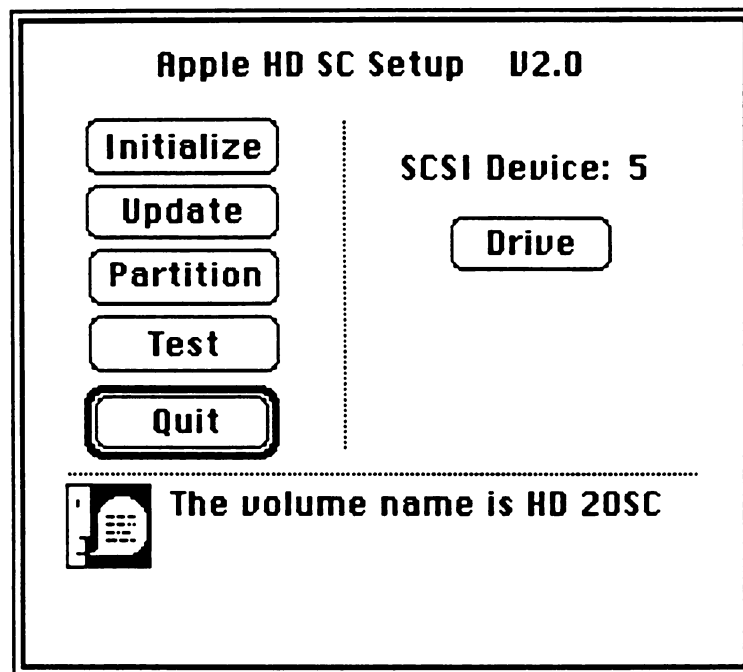 Apple HD SC Setup V2.0
Initialize
Update
Partition
Test
Quit
SCSI Device: 5
Drive
The volume name is HD 20SC